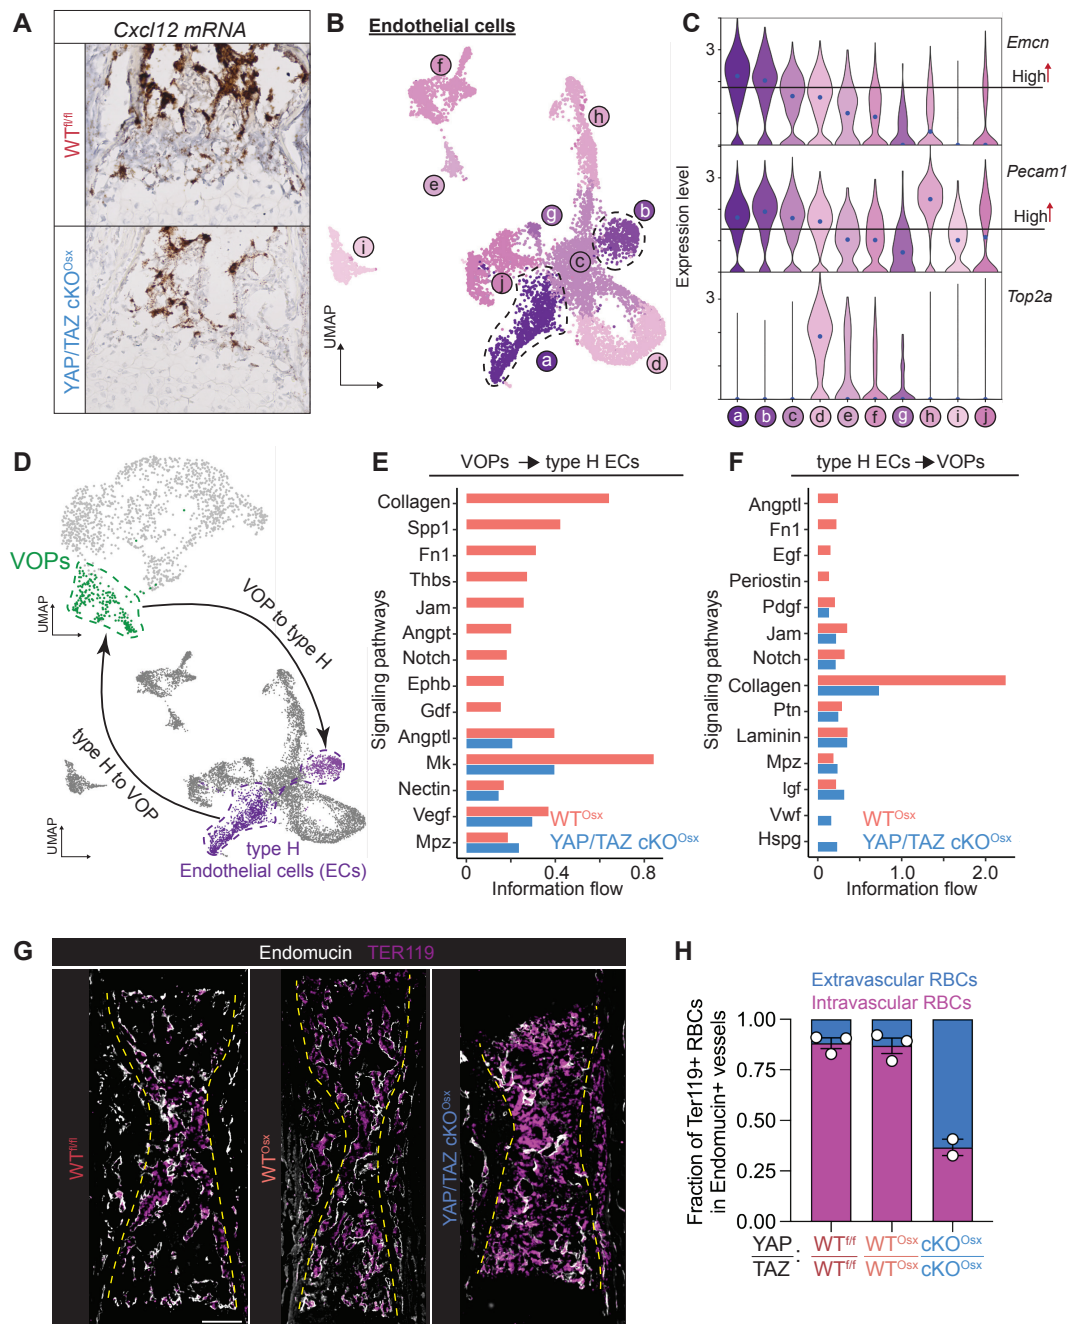 A
Cxcl12 mRNA
WTfl/fl
YAP/TAZ cKOOsx
B
Endothelial cells
f
e
h
g
b
c
i
j
a
d
UMAP
C
Expression level
3
Emcn
High
3
Pecam1
High
3
Top2a
a b c d e f g h i j
D
VOPs
UMAP
VOP to type H
type H to VOP
UMAP
type H
Endothelial cells (ECs)
E
VOPs → type H ECs
Signaling pathways
Collagen
Spp1
Fn1
Thbs
Jam
Angpt
Notch
Ephb
Gdf
Angptl
Mk
Nectin
Vegf
Mpz
WTOsx
YAP/TAZ cKOOsx
0 0.4 0.8
Information flow
F
type H ECs → VOPs
Signaling pathways
Angptl
Fn1
Egf
Periostin
Pdgf
Jam
Notch
Collagen
Ptn
Laminin
Mpz
Igf
Vwf
Hspg
WTOsx
YAP/TAZ cKOOsx
0 1.0 2.0
Information flow
G
Endomucin TER119
WTfl/fl
WTOsx
YAP/TAZ cKOOsx
H
Extravascular RBCs
Intravascular RBCs
Fraction of Ter119+ RBCs
in Endomucin+ vessels
1.00
0.75
0.50
0.25
0.00
YAP WTf/f WTOsx cKOOsx
:
TAZ WTf/f WTOsx cKOOsx